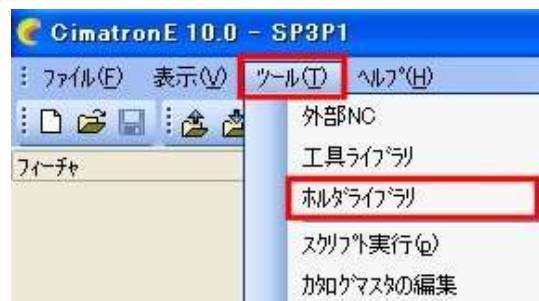 CimatronE 10.0 - SP3P1
ファイル(F) 表示(V) ツール(T) ヘルプ(H)
外部NC
工具ライブラリ
フィーチャ
ホルダライブラリ
スクリプト実行(p)
カタログマスタの編集